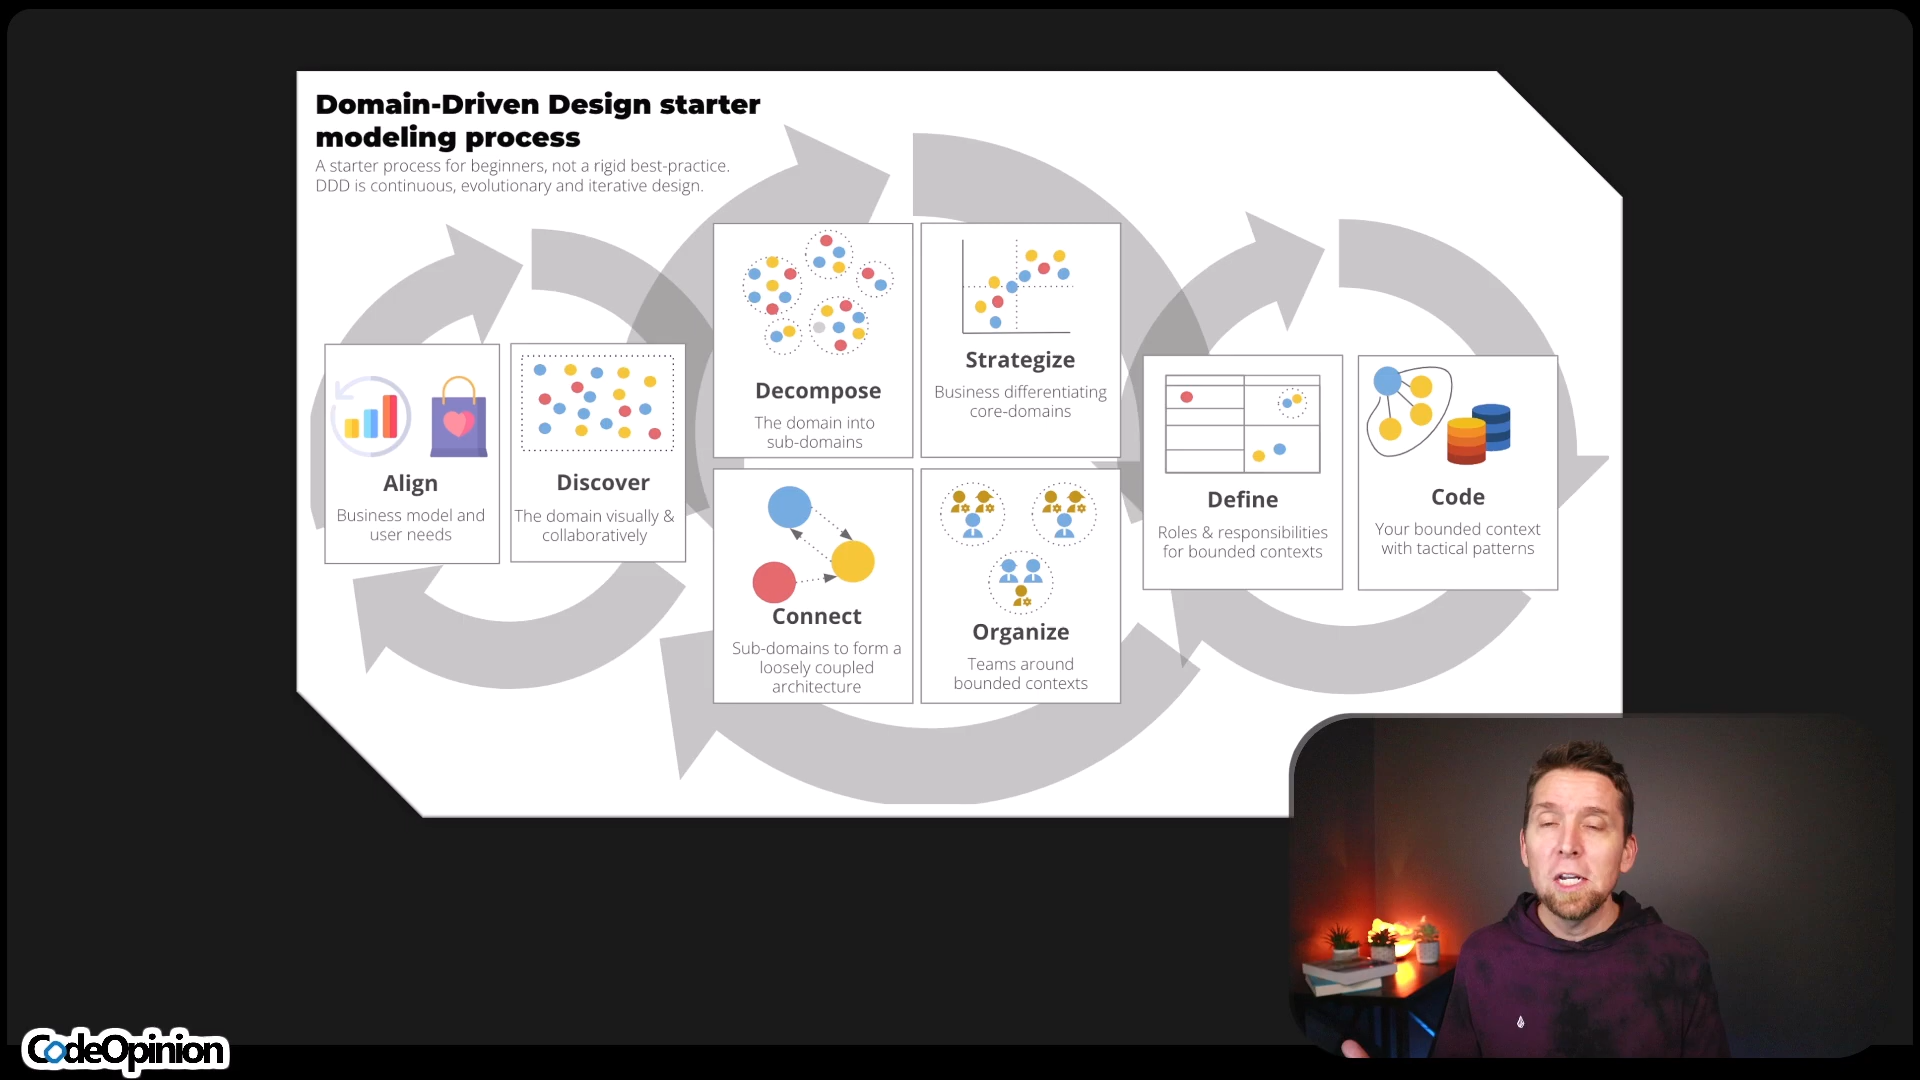 Domain-Driven Design starter
modeling process
A starter process for beginners, not a rigid best-practice.
DDD is continuous, evolutionary and iterative design.
Align
Business model and
user needs
Discover
The domain visually &
collaboratively
Decompose
The domain into
sub-domains
Strategize
Business differentiating
core-domains
Connect
Sub-domains to form a
loosely coupled
architecture
Organize
Teams around
bounded contexts
Define
Roles & responsibilities
for bounded contexts
Code
Your bounded context
with tactical patterns
CodeOpinion